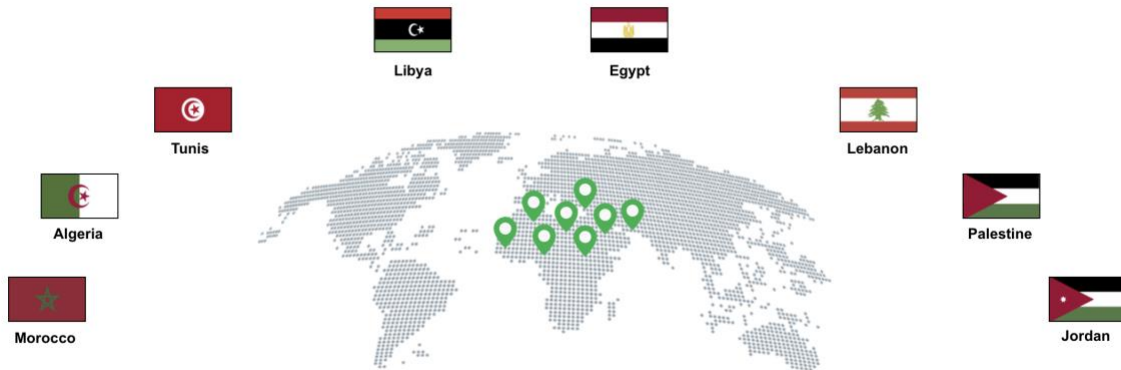 Libya
Egypt
Tunis
Lebanon
Algeria
Palestine
Morocco
Jordan